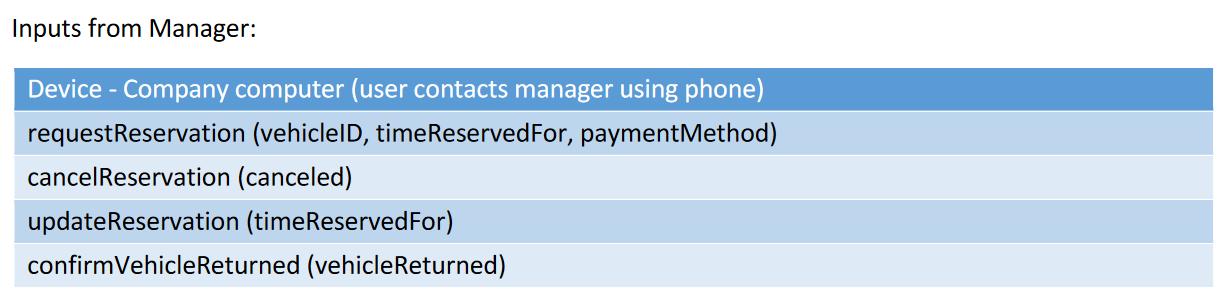 Inputs from Manager:
Device - Company computer (user contacts manager using phone)
requestReservation (vehicleID, timeReservedFor, paymentMethod)
cancelReservation (canceled)
updateReservation (timeReservedFor)
confirmVehicleReturned (vehicleReturned)